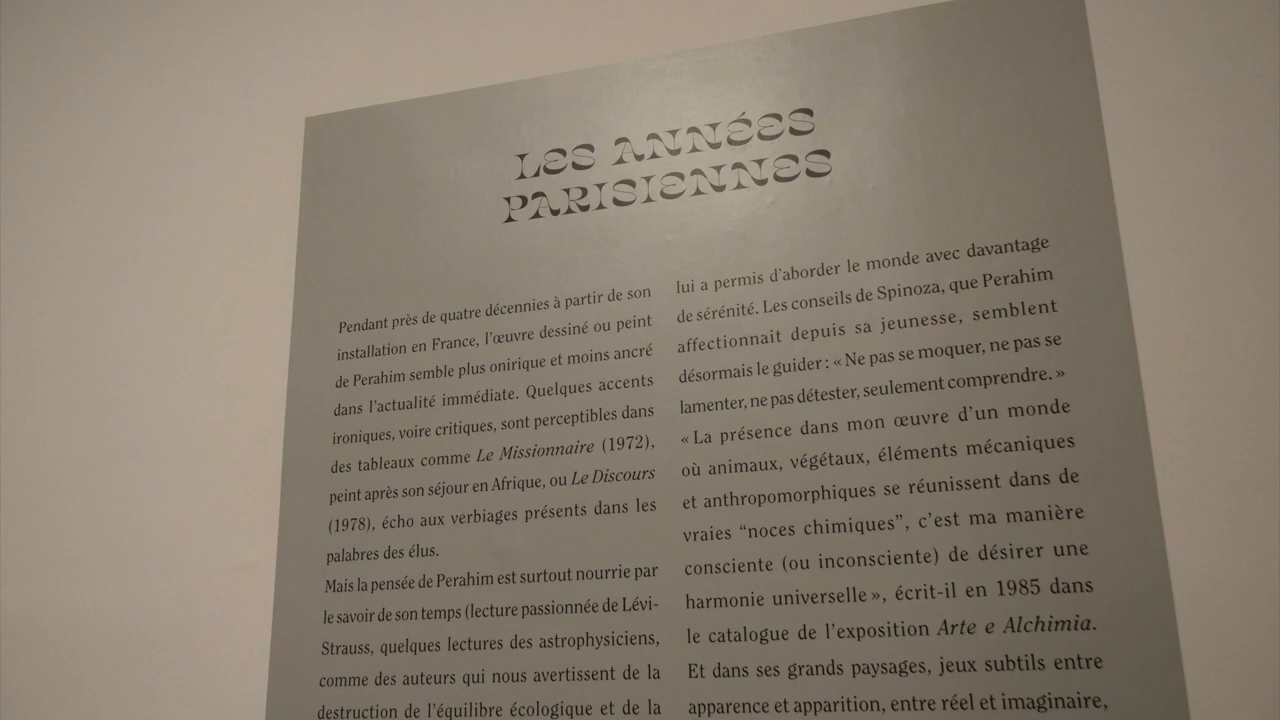 LES ANNÉES
PARISIENNES
Pendant près de quatre décennies à partir de son
installation en France, l’œuvre dessiné ou peint
de Perahim semble plus onirique et moins ancré
dans l’actualité immédiate. Quelques accents
ironiques, voire critiques, sont perceptibles dans
des tableaux comme Le Missionnaire (1972),
peint après son séjour en Afrique, ou Le Discours
(1978), écho aux verbiages présents dans les
palabres des élus.
Mais la pensée de Perahim est surtout nourrie par
le savoir de son temps (lecture passionnée de Lévi-
Strauss, quelques lectures des astrophysiciens,
comme des auteurs qui nous avertissent de la
destruction de l’équilibre écologique et de la
lui a permis d’aborder le monde avec davantage
de sérénité. Les conseils de Spinoza, que Perahim
affectionnait depuis sa jeunesse, semblent
désormais le guider : « Ne pas se moquer, ne pas se
lamenter, ne pas détester, seulement comprendre. »
« La présence dans mon œuvre d’un monde
où animaux, végétaux, éléments mécaniques
et anthropomorphiques se réunissent dans de
vraies “noces chimiques”, c’est ma manière
consciente (ou inconsciente) de désirer une
harmonie universelle », écrit-il en 1985 dans
le catalogue de l’exposition Arte e Alchimia.
Et dans ses grands paysages, jeux subtils entre
apparence et apparition, entre réel et imaginaire,